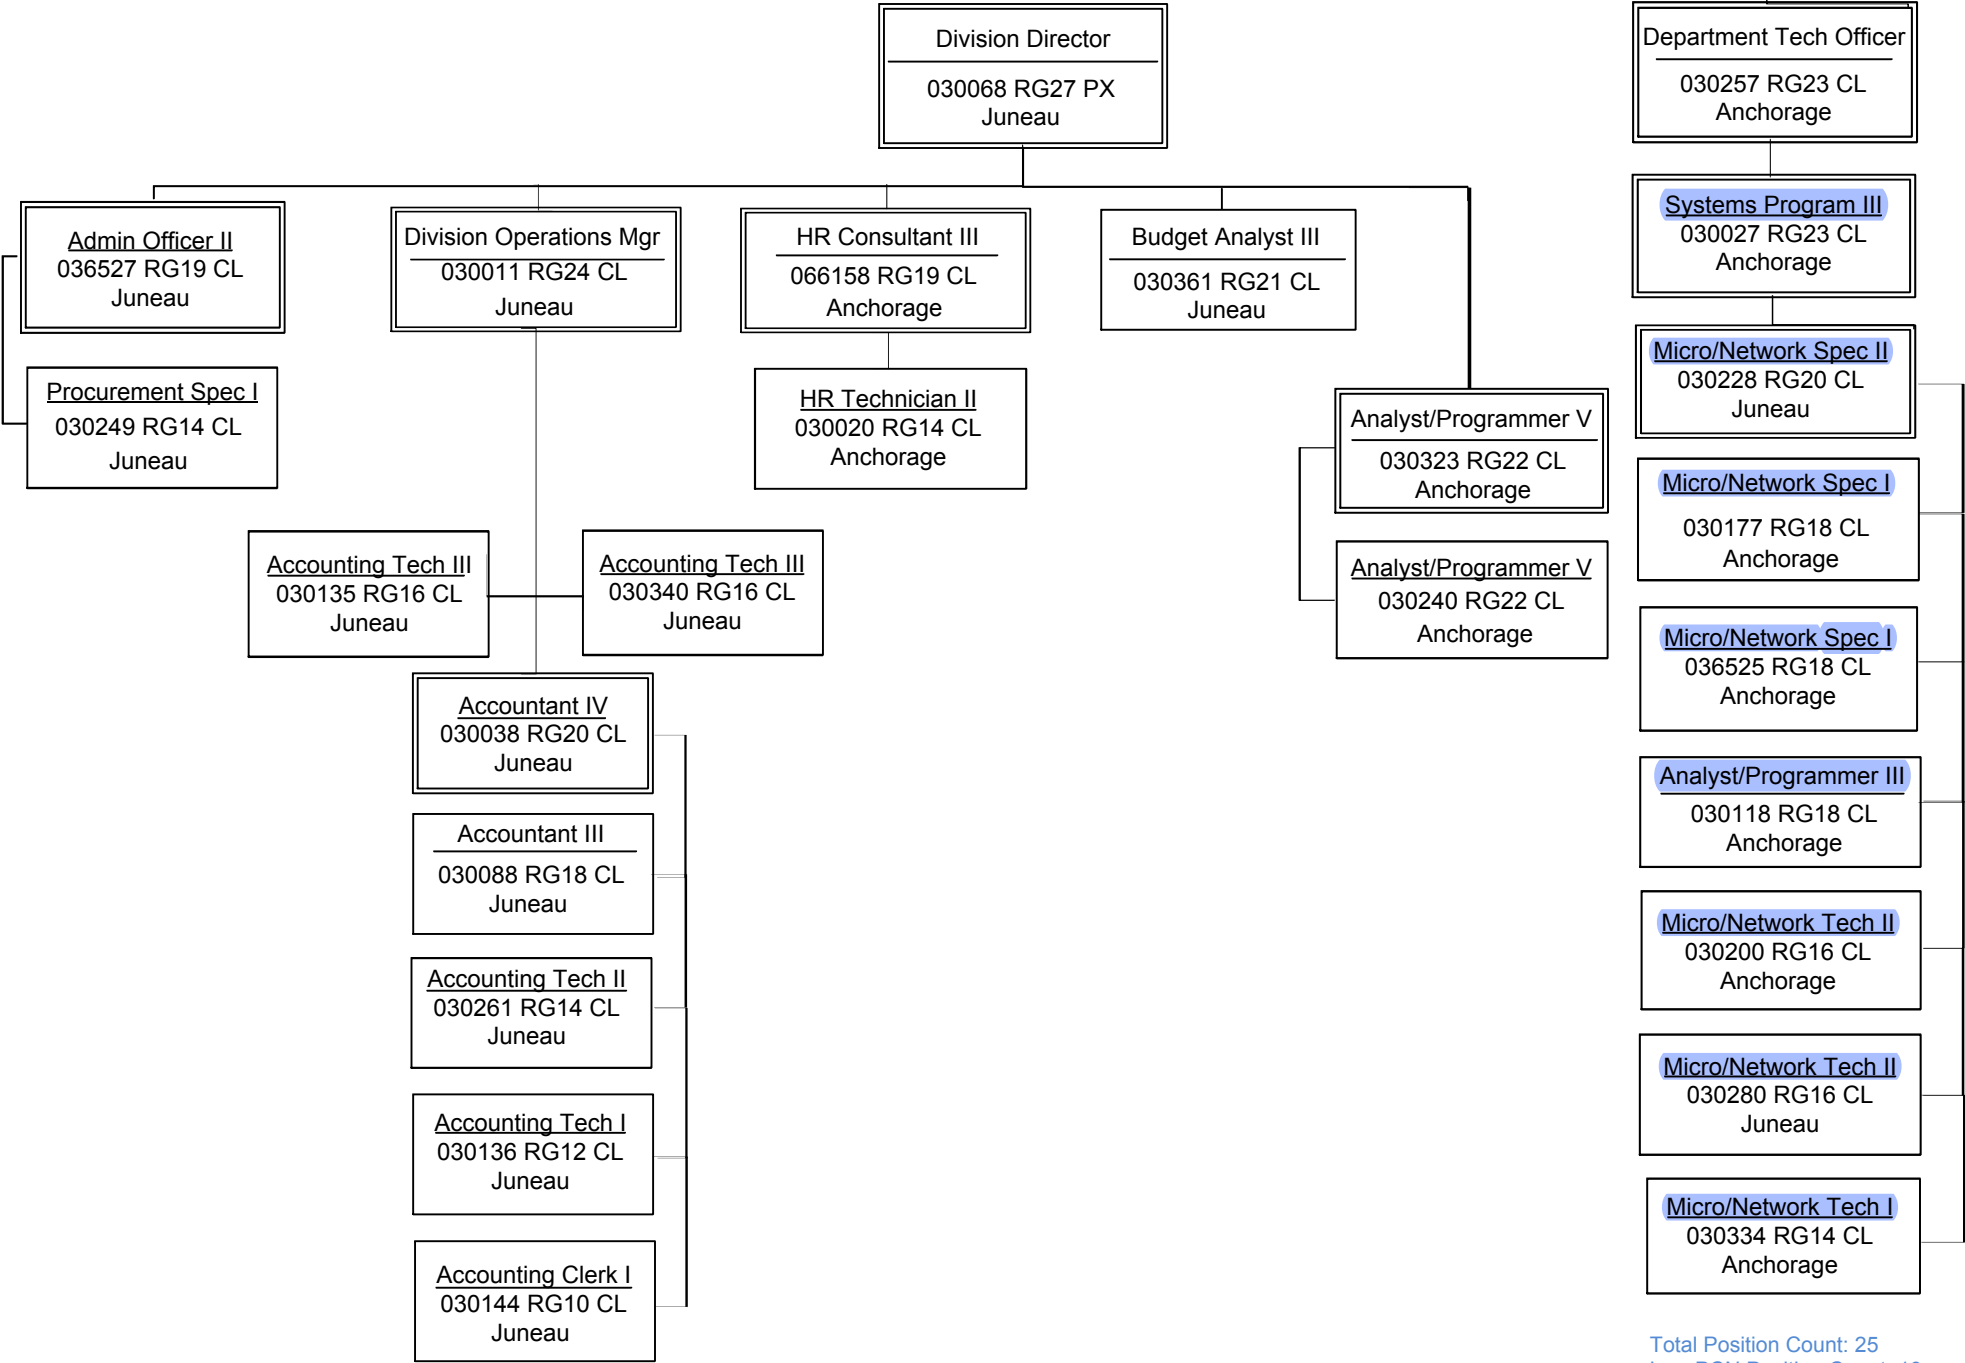 Division Director
030068 RG27 PX
Juneau
Department Tech Officer
030257 RG23 CL
Anchorage
Admin Officer II
036527 RG19 CL
Juneau
Division Operations Mgr
030011 RG24 CL
Juneau
HR Consultant III
066158 RG19 CL
Anchorage
Budget Analyst III
030361 RG21 CL
Juneau
Systems Program III
030027 RG23 CL
Anchorage
Procurement Spec I
030249 RG14 CL
Juneau
HR Technician II
030020 RG14 CL
Anchorage
Analyst/Programmer V
030323 RG22 CL
Anchorage
Micro/Network Spec II
030228 RG20 CL
Juneau
Micro/Network Spec I
030177 RG18 CL
Anchorage
Accounting Tech III
030135 RG16 CL
Juneau
Accounting Tech III
030340 RG16 CL
Juneau
Analyst/Programmer V
030240 RG22 CL
Anchorage
Micro/Network Spec I
036525 RG18 CL
Anchorage
Accountant IV
030038 RG20 CL
Juneau
Analyst/Programmer III
030118 RG18 CL
Anchorage
Accountant III
030088 RG18 CL
Juneau
Micro/Network Tech II
030200 RG16 CL
Anchorage
Accounting Tech II
030261 RG14 CL
Juneau
Micro/Network Tech II
030280 RG16 CL
Juneau
Accounting Tech I
030136 RG12 CL
Juneau
Micro/Network Tech I
030334 RG14 CL
Anchorage
Accounting Clerk I
030144 RG10 CL
Juneau
Total Position Count: 25